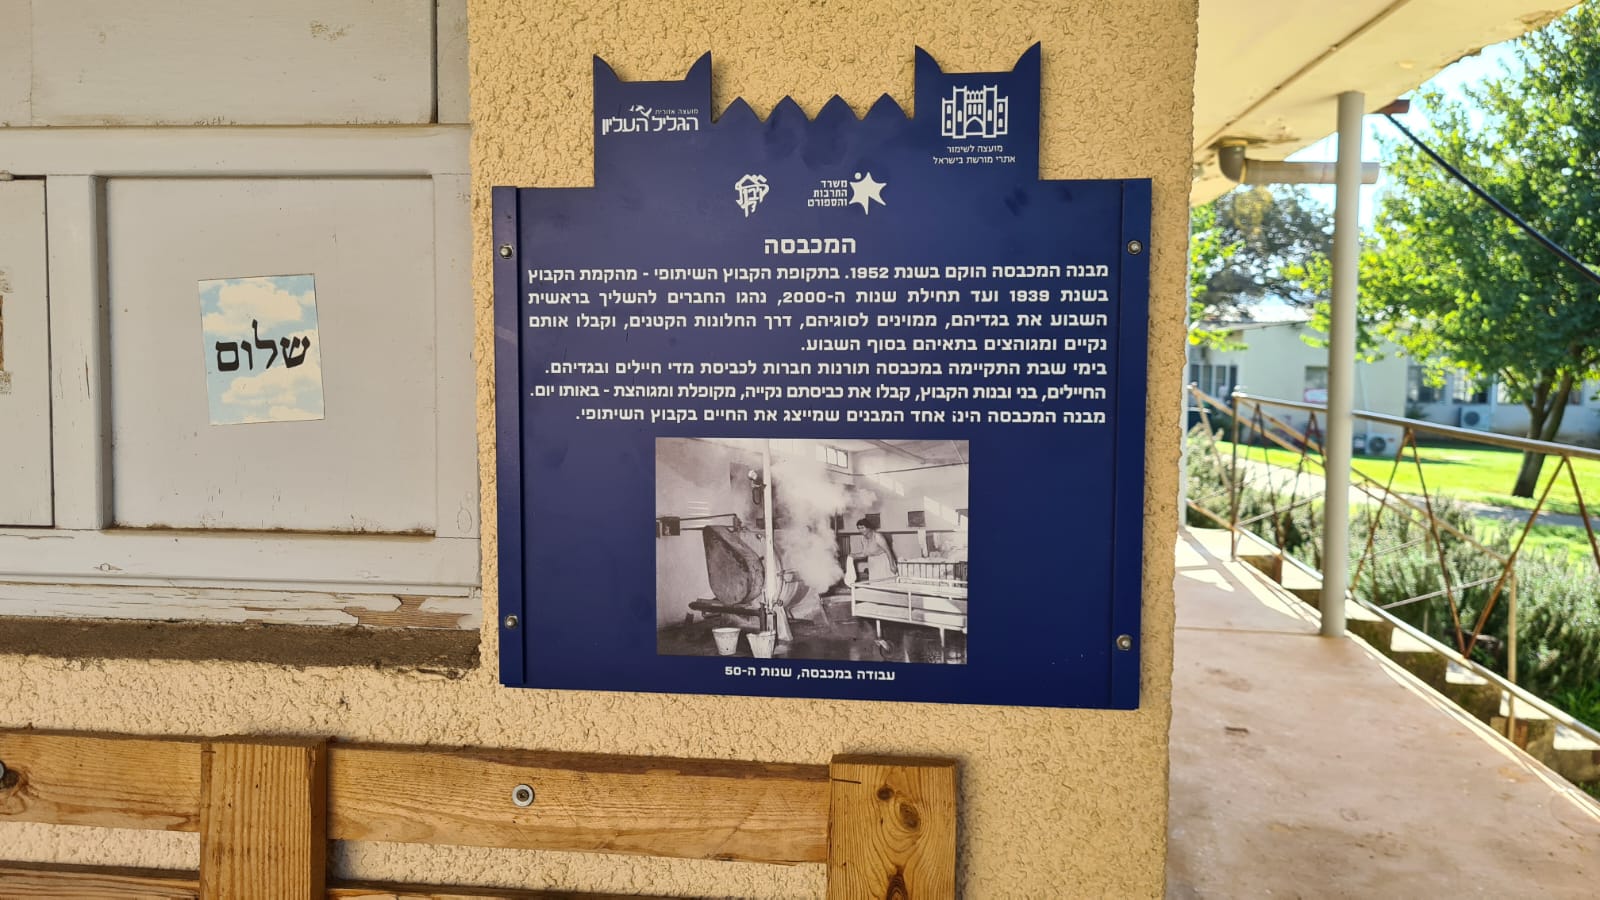 מועצה אזורית
הגליל העליון
מועצה לשימור
אתרי מורשת בישראל
משרד
התרבות
והספורט
המכבסה
מבנה המכבסה הוקם בשנת 1952. בתקופת הקבוץ השיתופי - מהקמת הקבוץ
בשנת 1939 ועד תחילת שנות ה-2000, נהגו החברים להשליך בראשית
השבוע את בגדיהם, ממוינים לסוגיהם, דרך החלונות הקטנים, וקבלו אותם
נקיים ומגוהצים בתאיהם בסוף השבוע.
בימי שבת התקיימה במכבסה תורנות חברות לכביסת מדי חיילים ובגדיהם.
החיילים, בני ובנות הקבוץ, קבלו את כביסתם נקייה, מקופלת ומגוהצת - באותו יום.
מבנה המכבסה הינו אחד המבנים שמייצג את החיים בקבוץ השיתופי.
עבודה במכבסה, שנות ה-50
שלום